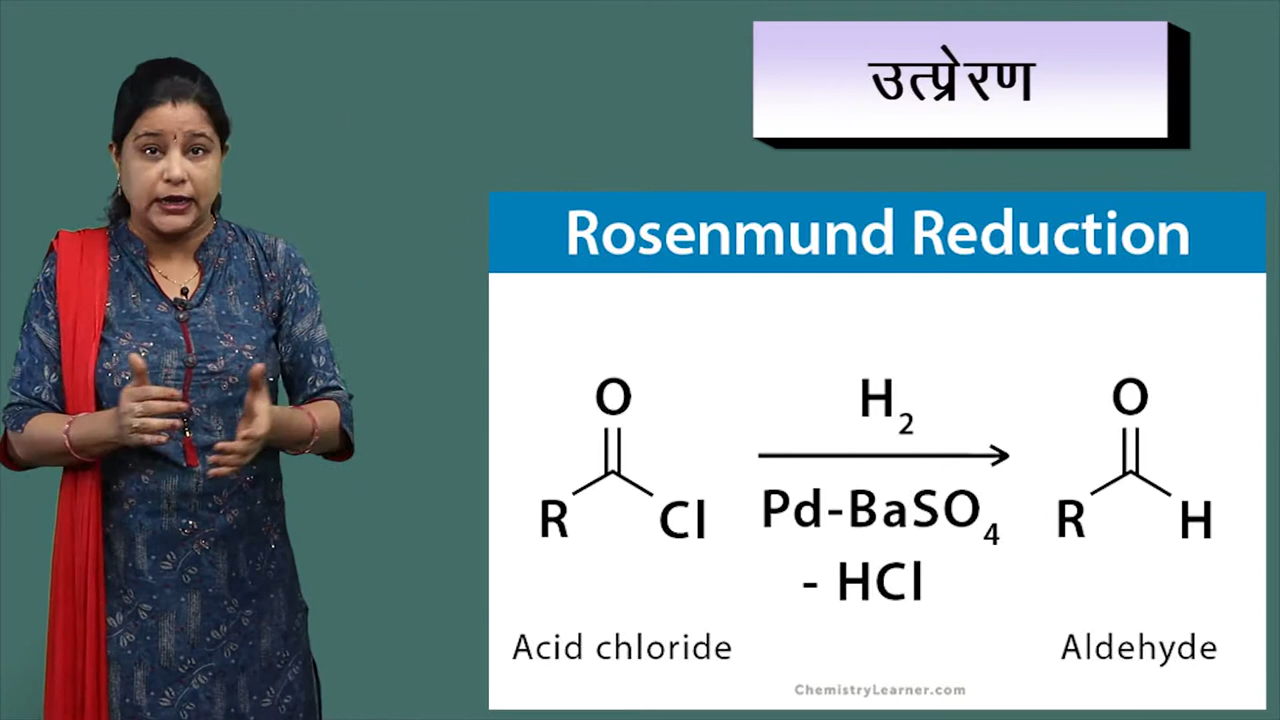 उत्प्रेरण
Rosenmund Reduction
O H₂ O
R Cl Pd-BaSO₄ R H
- HCl
Acid chloride Aldehyde
ChemistryLearner.com